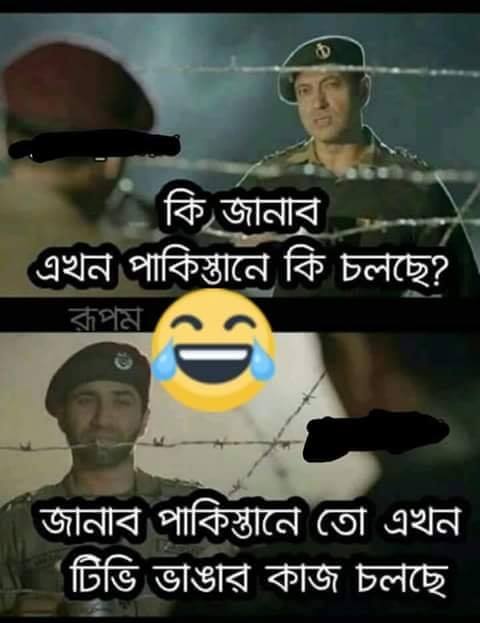 কি জানাব
এখন পাকিস্তানে কি চলছে?
রূপম
জানাব পাকিস্তানে তো এখন
টিভি ভাঙার কাজ চলছে